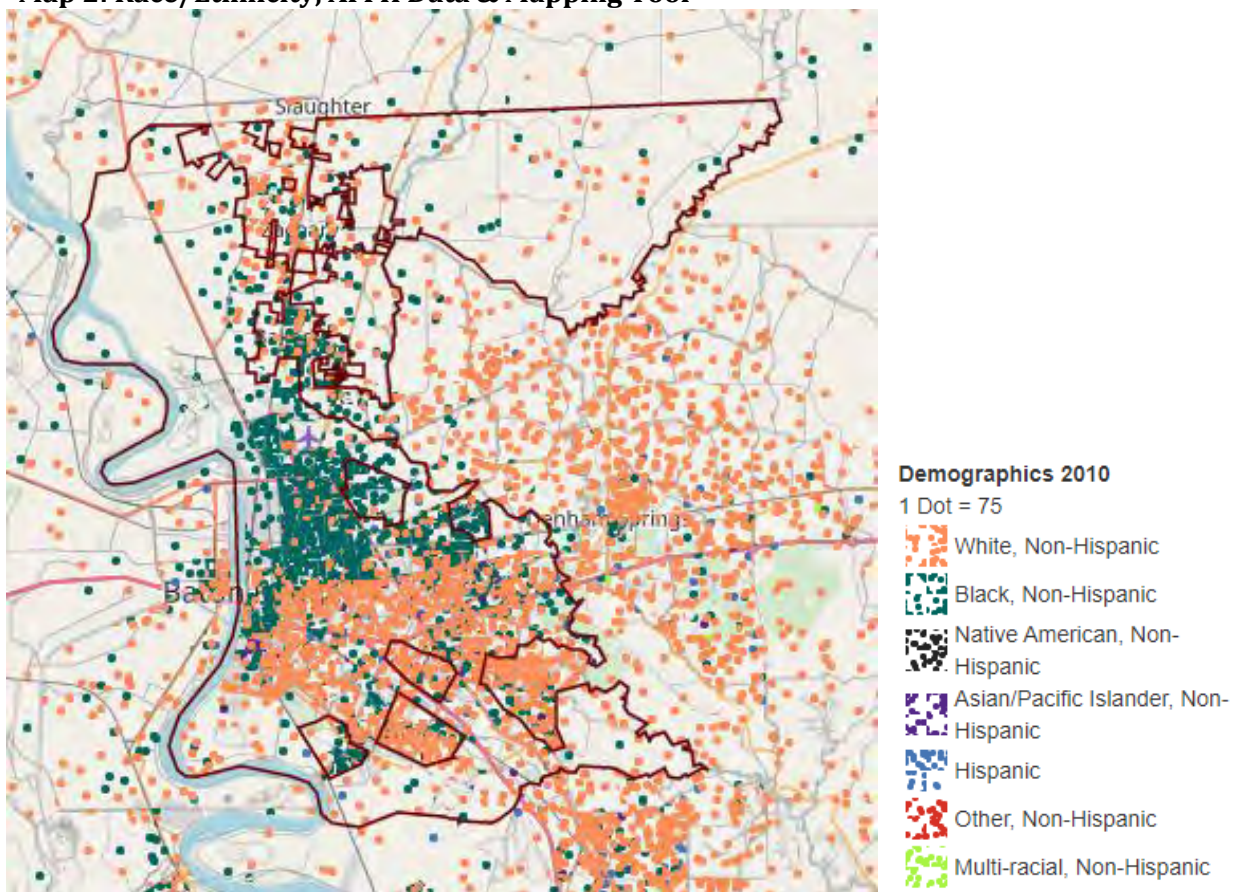 Slaughter
Demographics 2010
1 Dot = 75
White, Non-Hispanic
Black, Non-Hispanic
Native American, Non-
Hispanic
Asian/Pacific Islander, Non-
Hispanic
Hispanic
Other, Non-Hispanic
Multi-racial, Non-Hispanic